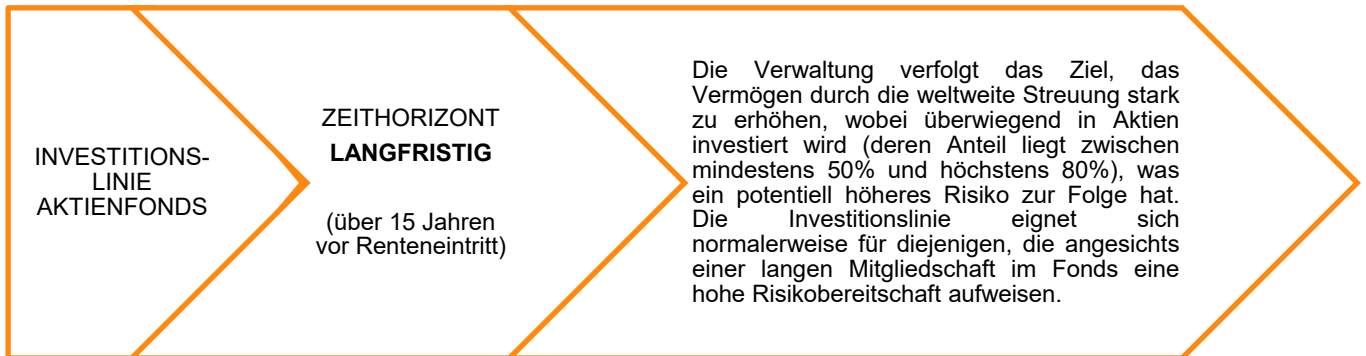 INVESTITIONS-
LINIE
AKTIENFONDS
ZEITHORIZONT
LANGFRISTIG
(über 15 Jahren
vor Renteneintritt)
Die Verwaltung verfolgt das Ziel, das
Vermögen durch die weltweite Streuung stark
zu erhöhen, wobei überwiegend in Aktien
investiert wird (deren Anteil liegt zwischen
mindestens 50% und höchstens 80%), was
ein potentiell höheres Risiko zur Folge hat.
Die Investitionslinie eignet sich
normalerweise für diejenigen, die angesichts
einer langen Mitgliedschaft im Fonds eine
hohe Risikobereitschaft aufweisen.